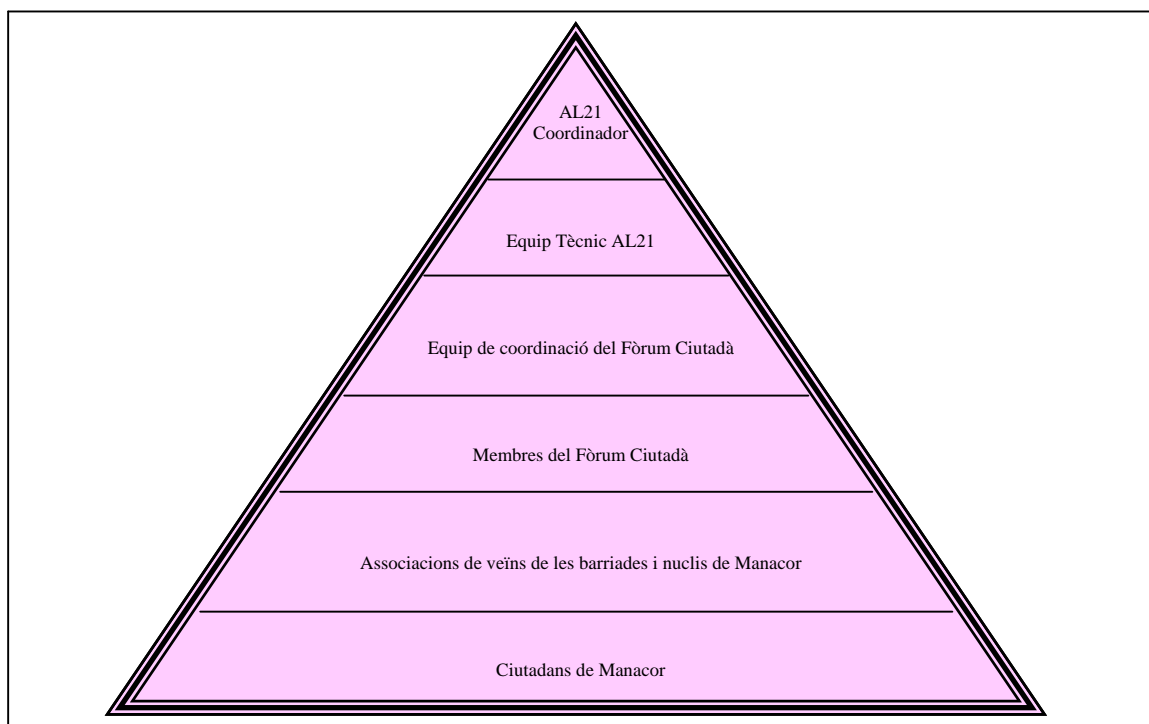 AL21
Coordinador
Equip Tècnic AL21
Equip de coordinació del Fòrum Ciutadà
Membres del Fòrum Ciutadà
Associacions de veïns de les barriades i nuclis de Manacor
Ciutadans de Manacor